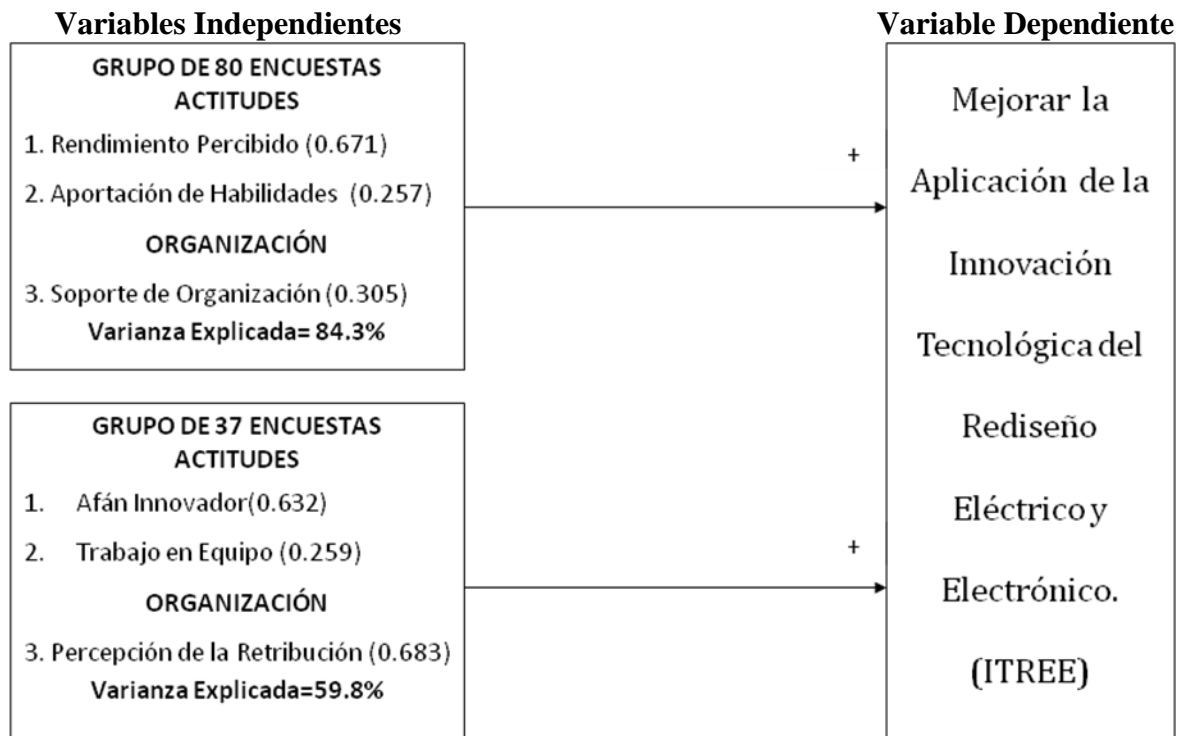 Variables Independientes
GRUPO DE 80 ENCUESTAS
ACTITUDES
1. Rendimiento Percibido (0.671)
2. Aportación de Habilidades (0.257)
ORGANIZACIÓN
3. Soporte de Organización (0.305)
Varianza Explicada= 84.3%
GRUPO DE 37 ENCUESTAS
ACTITUDES
1. Afán Innovador(0.632)
2. Trabajo en Equipo (0.259)
ORGANIZACIÓN
3. Percepción de la Retribución (0.683)
Varianza Explicada=59.8%
+
+
Variable Dependiente
Mejorar la
Aplicación de la
Innovación
Tecnológica del
Rediseño
Eléctrico y
Electrónico.
(ITREE)